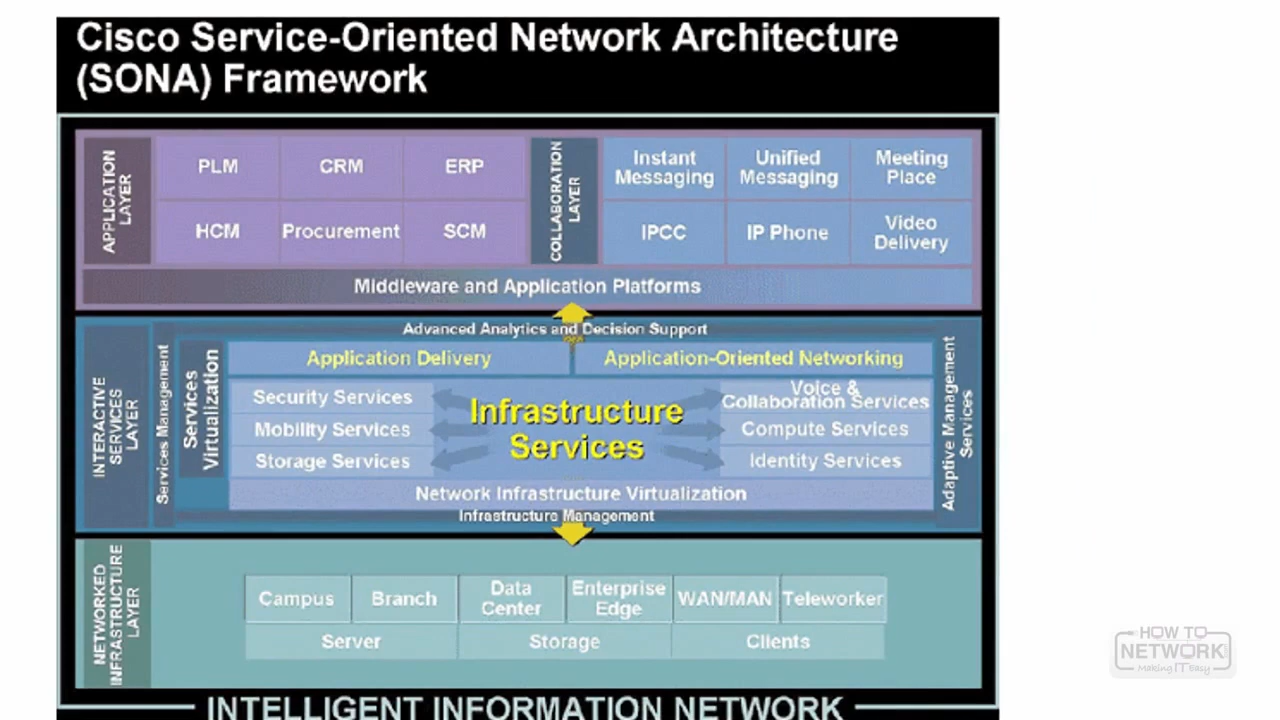 Cisco Service-Oriented Network Architecture
(SONA) Framework
APPLICATION
LAYER
PLM
CRM
ERP
HCM
Procurement
SCM
COLLABORATION
LAYER
Instant
Messaging
Unified
Messaging
Meeting
Place
IPCC
IP Phone
Video
Delivery
Middleware and Application Platforms
INTERACTIVE
SERVICES
LAYER
Services Management
Services
Virtualization
Advanced Analytics and Decision Support
Application Delivery
Application-Oriented Networking
Security Services
Mobility Services
Storage Services
Infrastructure
Services
Voice &
Collaboration Services
Compute Services
Identity Services
Network Infrastructure Virtualization
Infrastructure Management
Adaptive Management
Services
NETWORKED
INFRASTRUCTURE
LAYER
Campus
Branch
Data
Center
Enterprise
Edge
WAN/MAN
Teleworker
Server
Storage
Clients
INTELLIGENT INFORMATION NETWORK
HOW TO
NETWORK
Making IT Easy